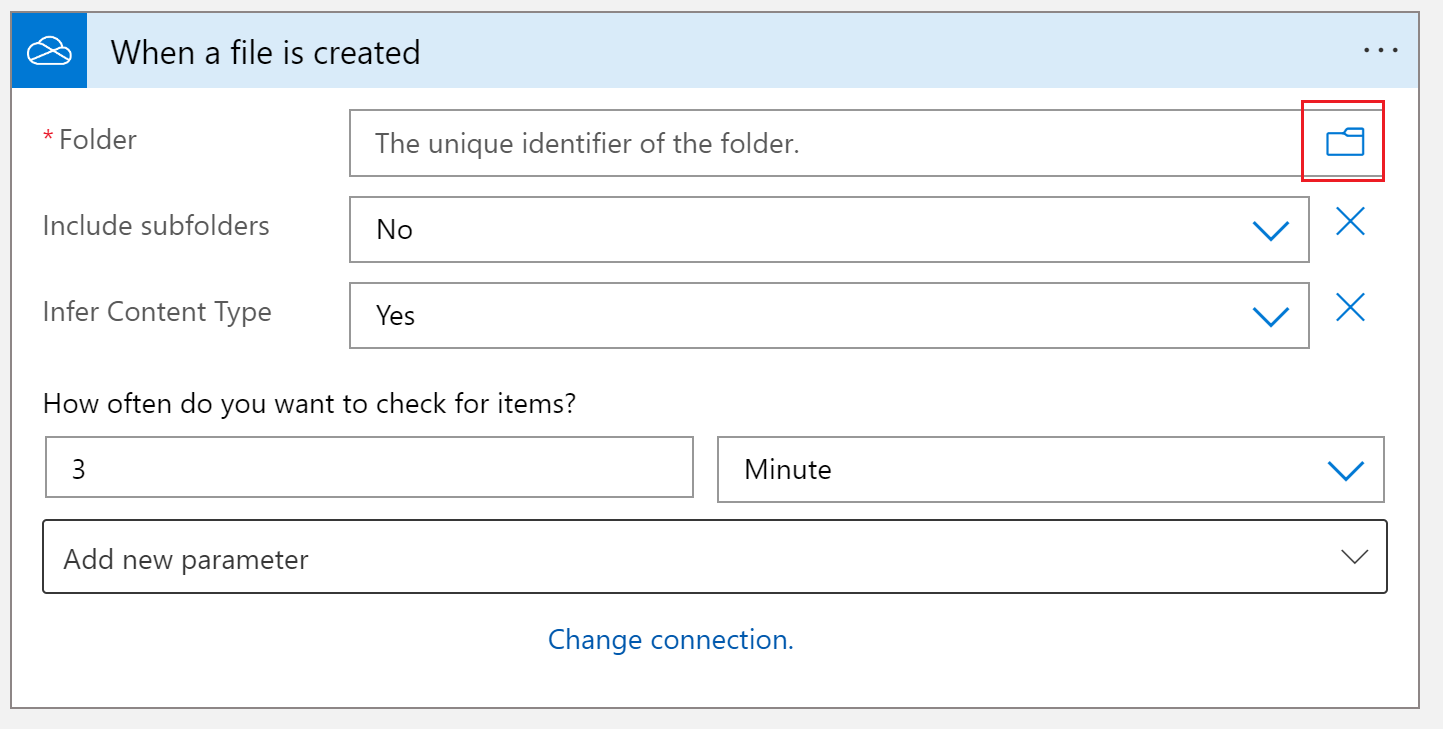 When a file is created
* Folder
The unique identifier of the folder.
Include subfolders
No
Infer Content Type
Yes
How often do you want to check for items?
3
Minute
Add new parameter
Change connection.